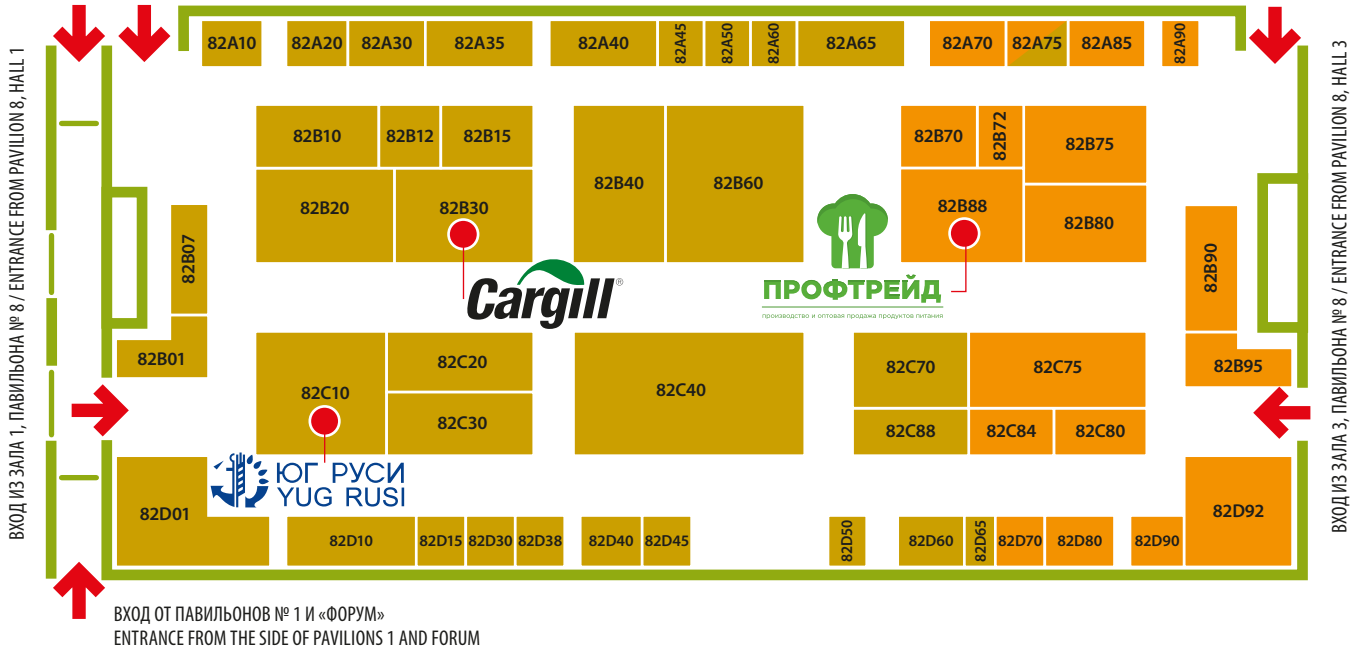 82A10 82A20 82A30 82A35 82A40 82A45 82A50 82A60 82A65 82A70 82A75 82A85 82A90
ВХОД ИЗ ЗАЛА 1, ПАВИЛЬОНА № 8 / ENTRANCE FROM PAVILION 8, HALL 1
ВХОД ИЗ ЗАЛА 3, ПАВИЛЬОНА № 8 / ENTRANCE FROM PAVILION 8, HALL 3
82B10 82B12 82B15 82B70 82B72 82B75
82B20 82B30 82B40 82B60 82B88 82B80
82B07 82B90
Cargill®
ПРОФТРЕЙД
производство и оптовая продажа продуктов питания
82B01 82C20 82C70 82C75 82B95
82C10 82C40
82C30 82C88 82C84 82C80
ЮГ РУСИ
YUG RUSI
82D01 82D92
82D10 82D15 82D30 82D38 82D40 82D45 82D50 82D60 82D65 82D70 82D80 82D90
ВХОД ОТ ПАВИЛЬОНОВ № 1 И «ФОРУМ»
ENTRANCE FROM THE SIDE OF PAVILIONS 1 AND FORUM